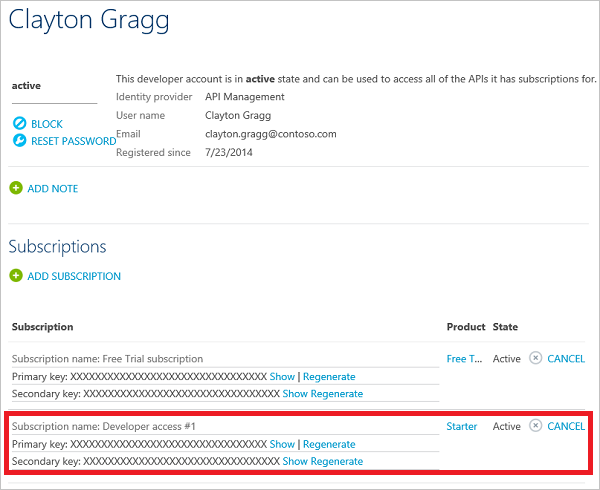 Clayton Gragg
active
This developer account is in active state and can be used to access all of the APIs it has subscriptions for.
Identity provider API Management
User name Clayton Gragg
Email clayton.gragg@contoso.com
Registered since 7/23/2014
BLOCK
RESET PASSWORD
ADD NOTE
Subscriptions
ADD SUBSCRIPTION
Subscription Product State
Subscription name: Free Trial subscription Free T... Active CANCEL
Primary key: XXXXXXXXXXXXXXXXXXXXXXXXXXXXXXXX Show | Regenerate
Secondary key: XXXXXXXXXXXXXXXXXXXXXXXXXXXXXXXX Show Regenerate
Subscription name: Developer access #1 Starter Active CANCEL
Primary key: XXXXXXXXXXXXXXXXXXXXXXXXXXXXXXXX Show | Regenerate
Secondary key: XXXXXXXXXXXXXXXXXXXXXXXXXXXXXXXX Show Regenerate